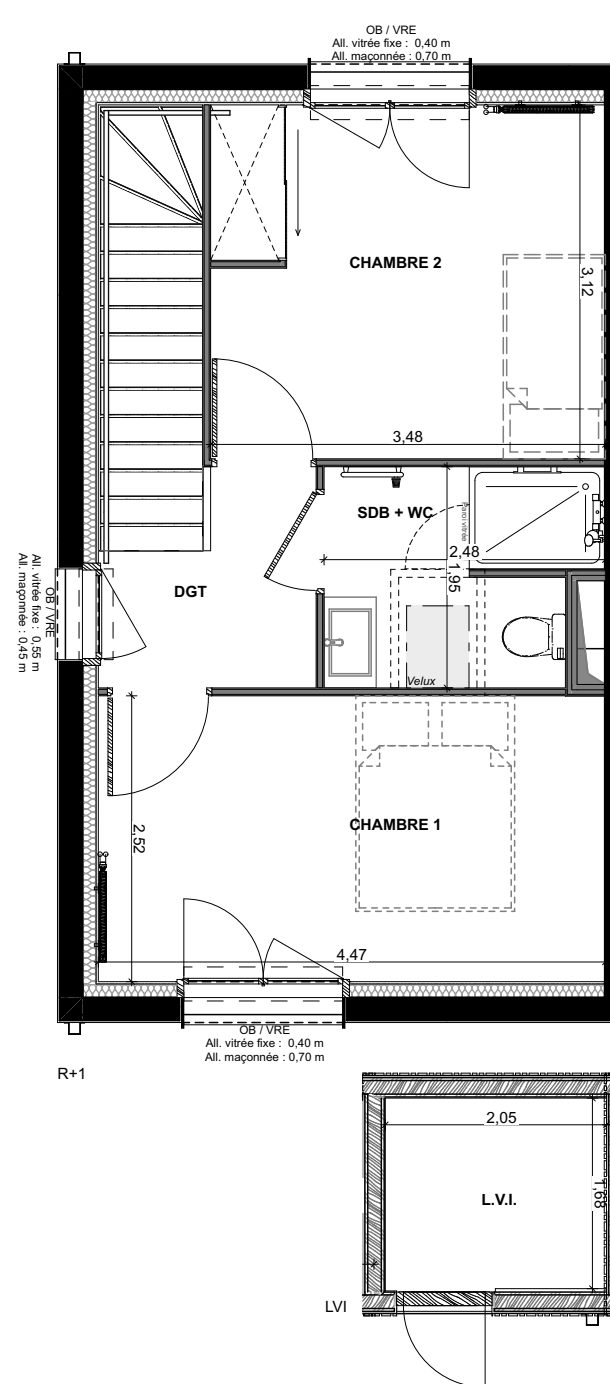 OB / VRE
All. vitrée fixe : 0,40 m
All. maçonnée : 0,70 m
CHAMBRE 2
3,12
3,48
SDB + WC
Paroi vitrée
2,48
1,95
OB / VRE
All. vitrée fixe : 0,55 m
All. maçonnée : 0,45 m
DGT
Velux
CHAMBRE 1
2,52
4,47
OB / VRE
All. vitrée fixe : 0,40 m
All. maçonnée : 0,70 m
R+1
2,05
L.V.I.
1,68
LVI